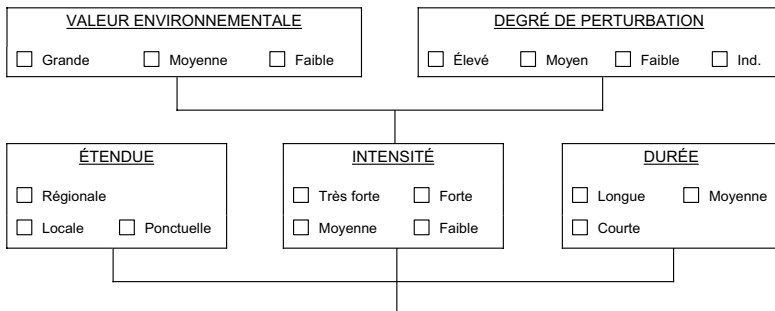 VALEUR ENVIRONNEMENTALE
Grande Moyenne Faible
DEGRÉ DE PERTURBATION
Élevé Moyen Faible Ind.
ÉTENDUE
Régionale
Locale Ponctuelle
INTENSITÉ
Très forte Forte
Moyenne Faible
DURÉE
Longue Moyenne
Courte